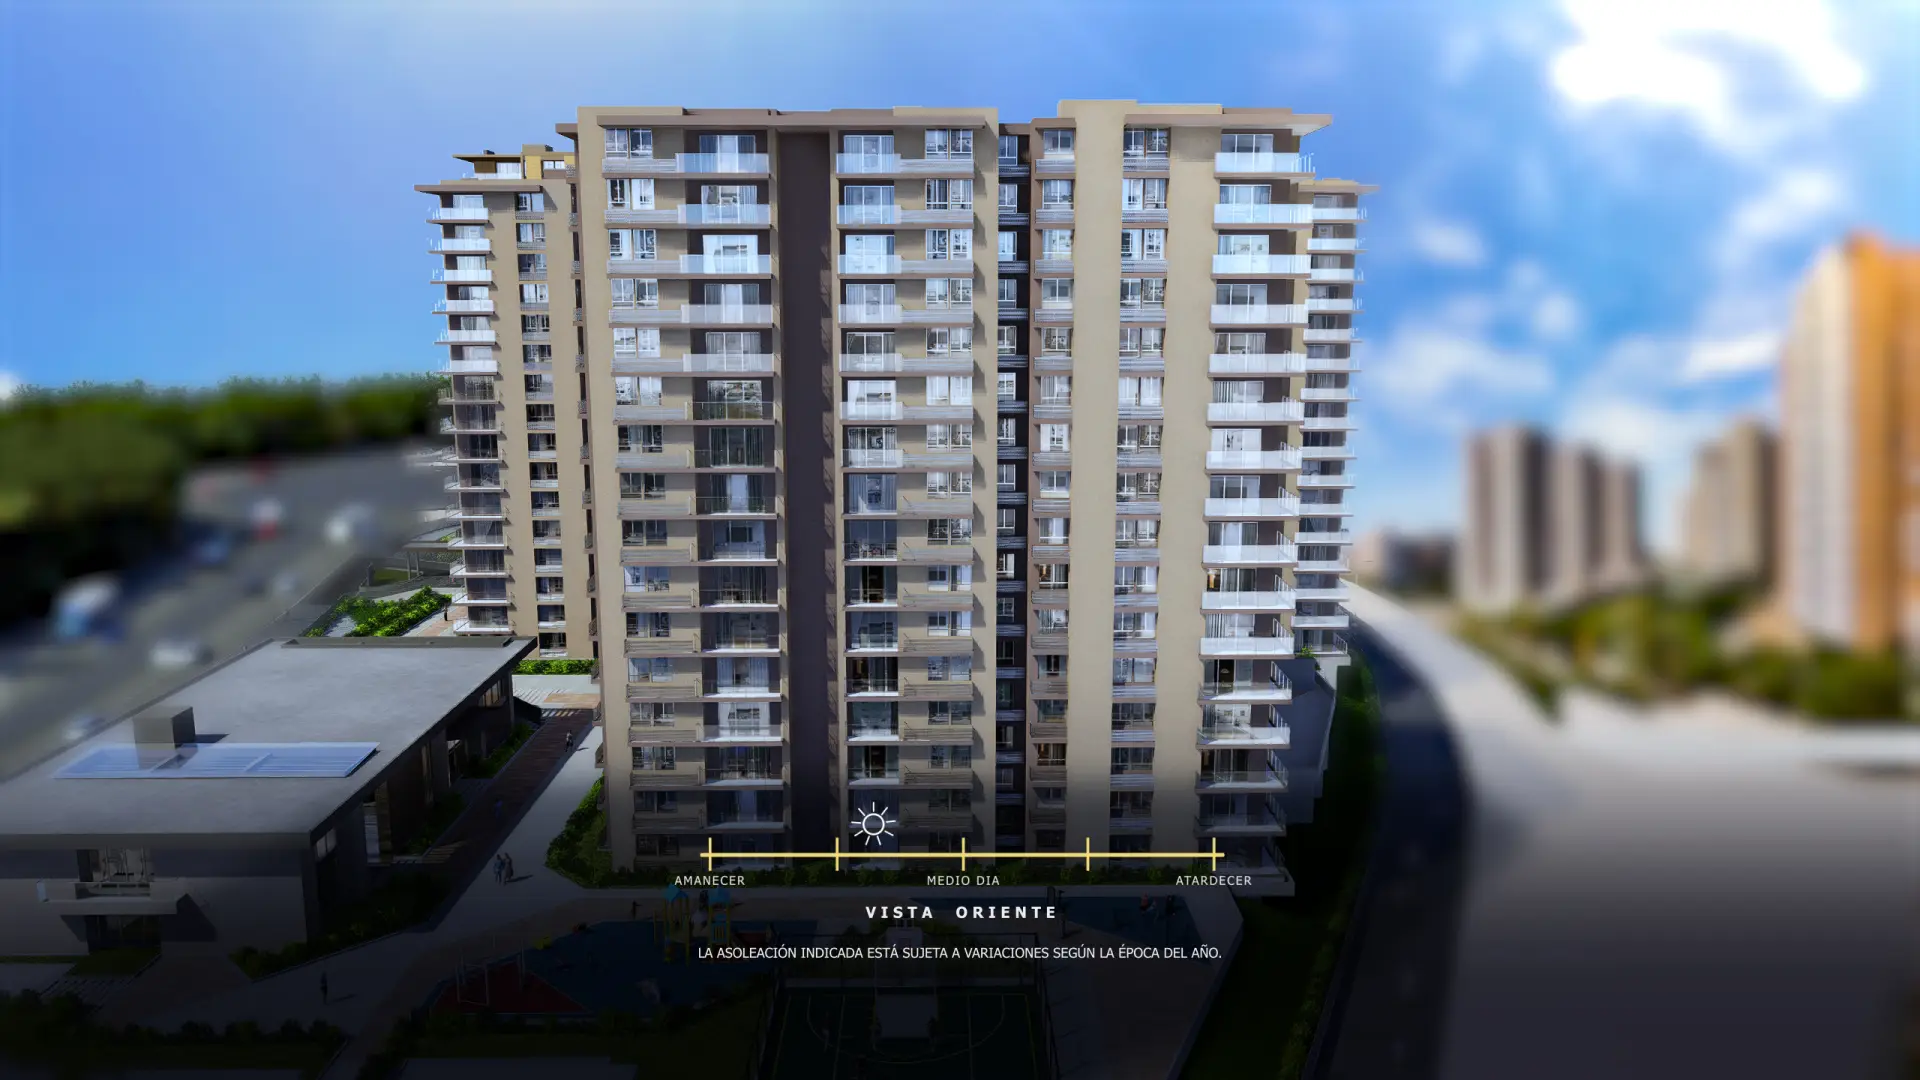 AMANECER MEDIO DIA ATARDECER
VISTA ORIENTE
LA ASOLEACIÓN INDICADA ESTÁ SUJETA A VARIACIONES SEGÚN LA ÉPOCA DEL AÑO.